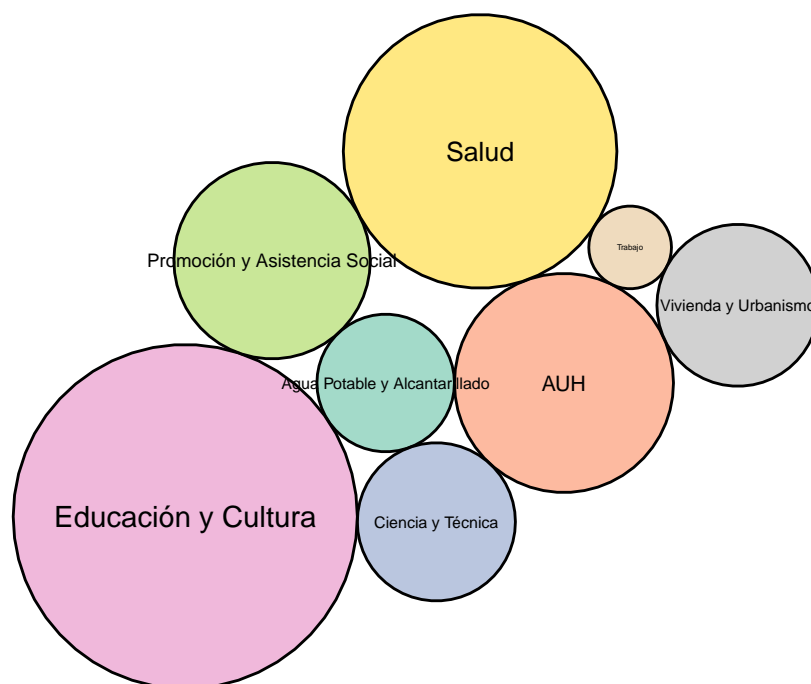 Salud
Trabajo
Promoción y Asistencia Social
Vivienda y Urbanismo
Agua Potable y Alcantarillado
AUH
Educación y Cultura
Ciencia y Técnica